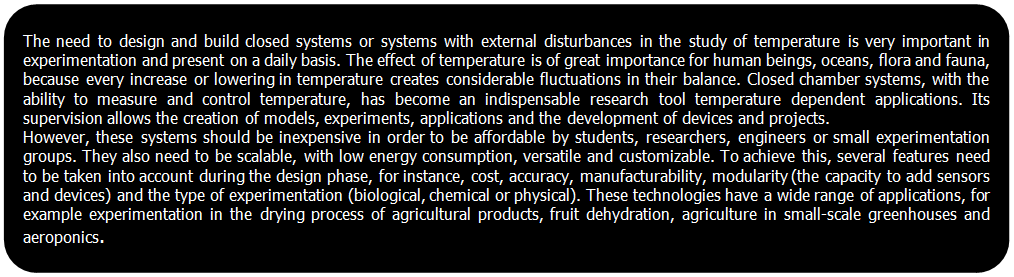 The need to design and build closed systems or systems with external disturbances in the study of temperature is very important in
experimentation and present on a daily basis. The effect of temperature is of great importance for human beings, oceans, flora and fauna,
because every increase or lowering in temperature creates considerable fluctuations in their balance. Closed chamber systems, with the
ability to measure and control temperature, has become an indispensable research tool temperature dependent applications. Its
supervision allows the creation of models, experiments, applications and the development of devices and projects.
However, these systems should be inexpensive in order to be affordable by students, researchers, engineers or small experimentation
groups. They also need to be scalable, with low energy consumption, versatile and customizable. To achieve this, several features need
to be taken into account during the design phase, for instance, cost, accuracy, manufacturability, modularity (the capacity to add sensors
and devices) and the type of experimentation (biological, chemical or physical). These technologies have a wide range of applications, for
example experimentation in the drying process of agricultural products, fruit dehydration, agriculture in small-scale greenhouses and
aeroponics.